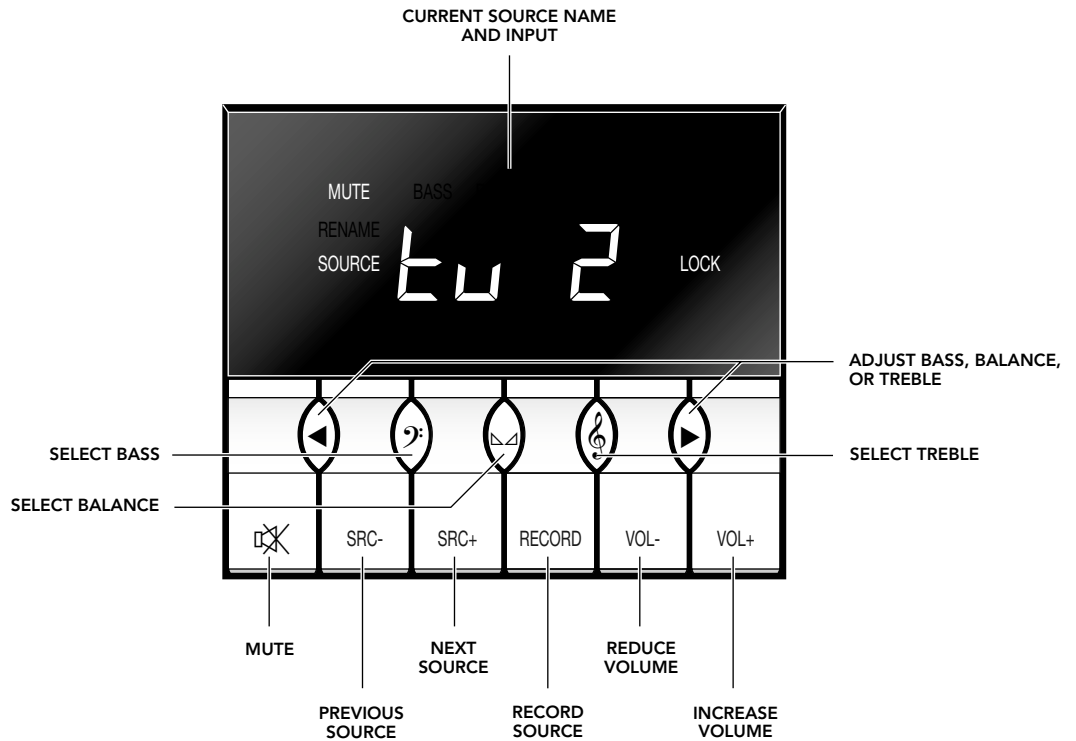 CURRENT SOURCE NAME
AND INPUT
MUTE BASS
RENAME
SOURCE tu 2 LOCK
ADJUST BASS, BALANCE,
OR TREBLE
SELECT BASS
SELECT TREBLE
SELECT BALANCE
SRC- SRC+ RECORD VOL- VOL+
MUTE
NEXT
SOURCE
REDUCE
VOLUME
PREVIOUS
SOURCE
RECORD
SOURCE
INCREASE
VOLUME